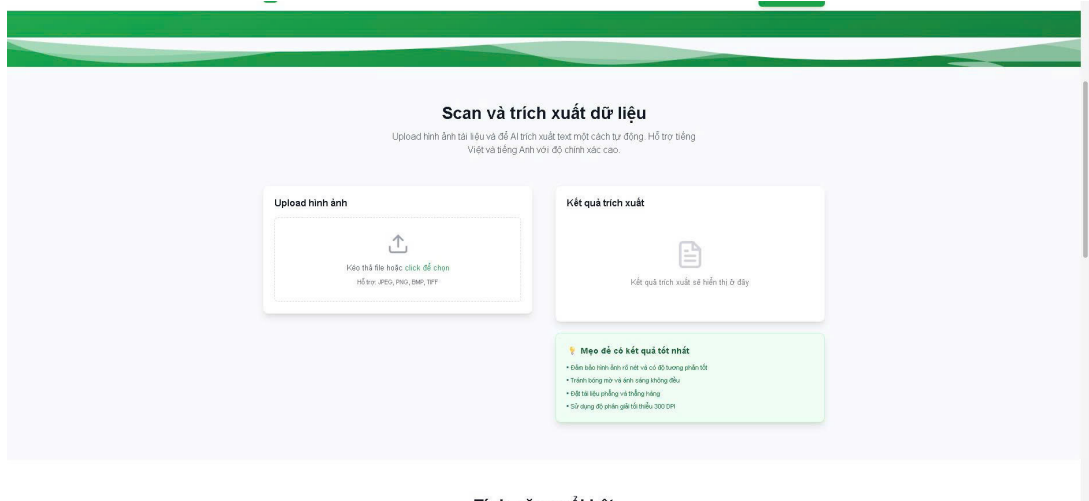 Scan và trích xuất dữ liệu
Upload hình ảnh tài liệu và để AI trích xuất text một cách tự động. Hỗ trợ tiếng
Việt và tiếng Anh với độ chính xác cao.
Upload hình ảnh
Kéo thả file hoặc click để chọn
Hỗ trợ: JPEG, PNG, BMP, TIFF
Kết quả trích xuất
Kết quả trích xuất sẽ hiển thị ở đây
Mẹo để có kết quả tốt nhất
• Đảm bảo hình ảnh rõ nét và có độ tương phản tốt
• Tránh bóng mờ và ánh sáng không đều
• Đặt tài liệu phẳng và thẳng hàng
• Sử dụng độ phân giải tối thiểu 300 DPI